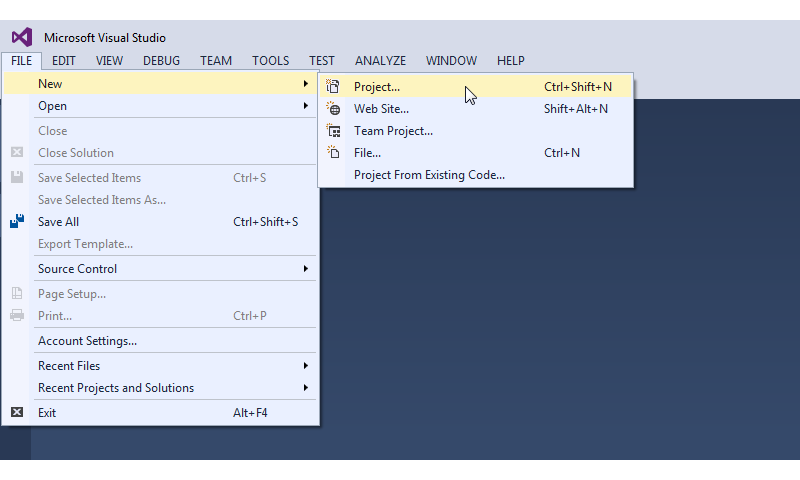 Microsoft Visual Studio
FILE EDIT VIEW DEBUG TEAM TOOLS TEST ANALYZE WINDOW HELP
New
Open
Close
Close Solution
Save Selected Items Ctrl+S
Save Selected Items As...
Save All Ctrl+Shift+S
Export Template...
Source Control
Page Setup...
Print... Ctrl+P
Account Settings...
Recent Files
Recent Projects and Solutions
Exit Alt+F4
Project... Ctrl+Shift+N
Web Site... Shift+Alt+N
Team Project...
File... Ctrl+N
Project From Existing Code...